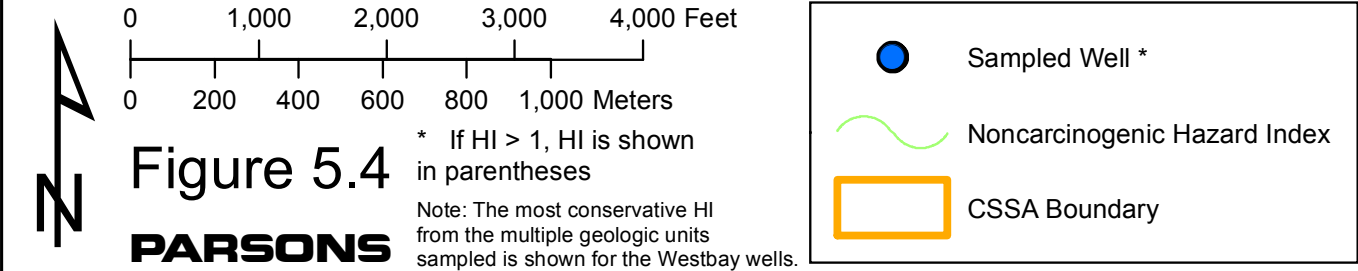 0 1,000 2,000 3,000 4,000 Feet
0 200 400 600 800 1,000 Meters
N
Figure 5.4
PARSONS
* If HI > 1, HI is shown
in parentheses
Note: The most conservative HI
from the multiple geologic units
sampled is shown for the Westbay wells.
Sampled Well *
Noncarcinogenic Hazard Index
CSSA Boundary